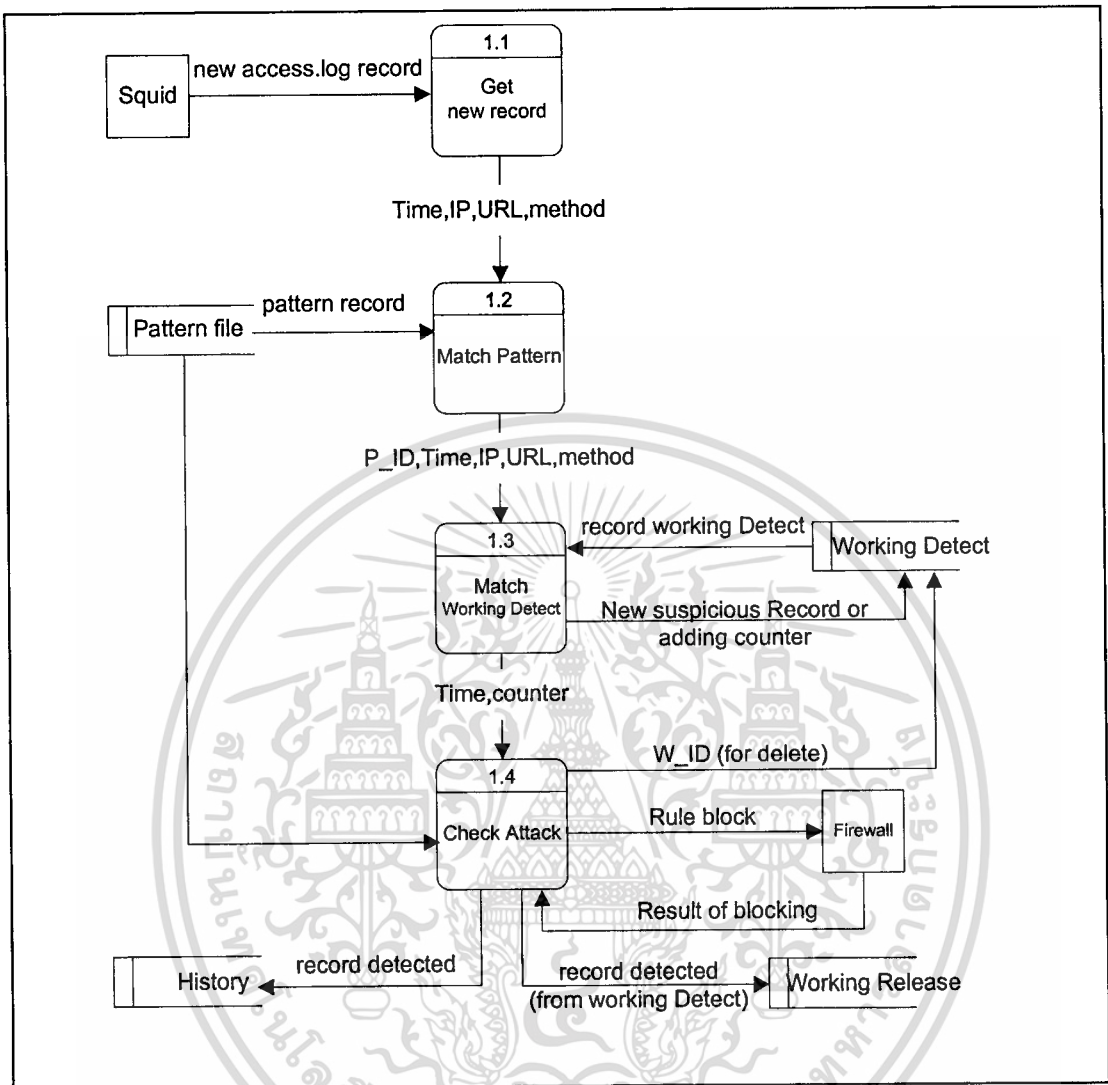 1.1
Squid
new access.log record
Get
new record
Time,IP,URL,method
1.2
pattern record
Pattern file
Match Pattern
P_ID,Time,IP,URL,method
1.3
record working Detect
Working Detect
Match
Working Detect
New suspicious Record or
adding counter
Time,counter
1.4
W_ID (for delete)
Check Attack
Rule block
Firewall
Result of blocking
History
record detected
record detected
(from working Detect)
Working Release